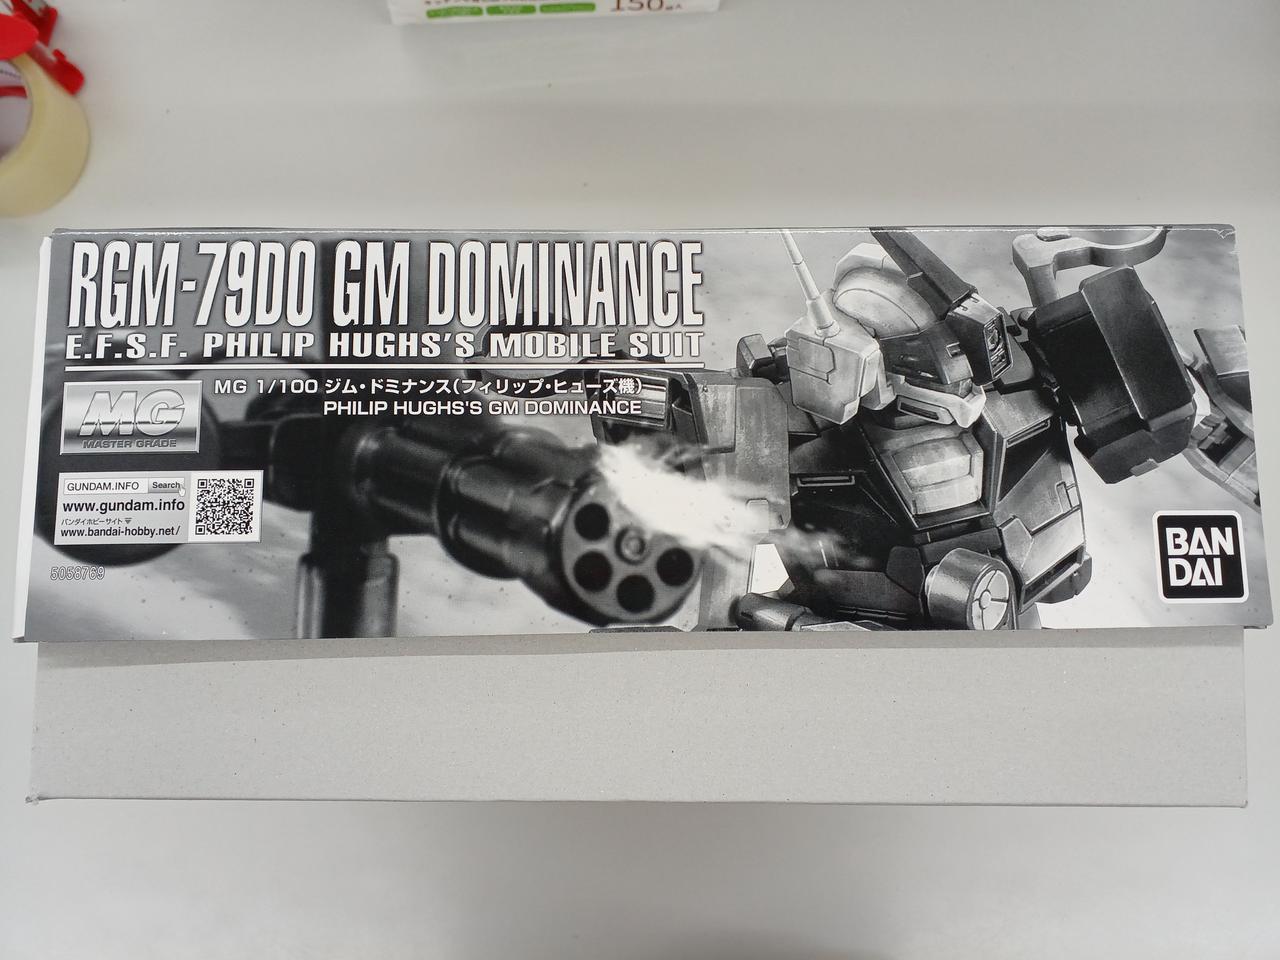 150
RGM-79DO GM DOMINANCE
E.F.S.F. PHILIP HUGHS'S MOBILE SUIT
MG
MASTER GRADE
MG 1/100 ジム・ドミナンス(フィリップ・ヒューズ機)
PHILIP HUGHS'S GM DOMINANCE
GUNDAM.INFO Search
www.gundam.info
バンダイホビーサイト
www.bandai-hobby.net/
5058769
BAN
DAI